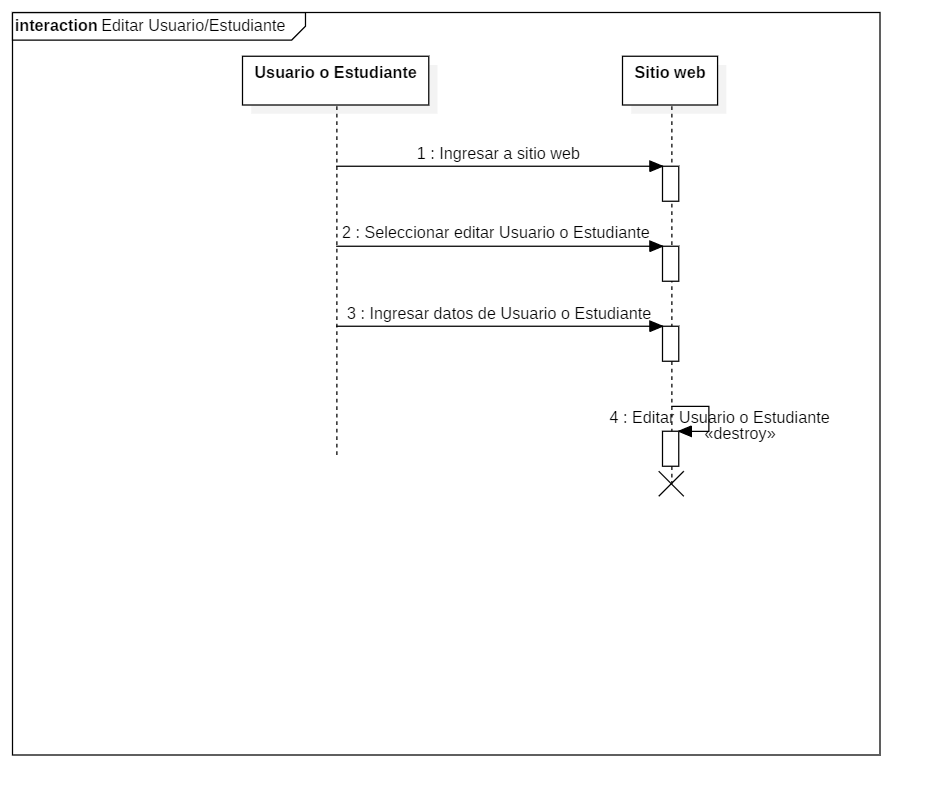 interaction Editar Usuario/Estudiante
Usuario o Estudiante
Sitio web
1 : Ingresar a sitio web
2 : Seleccionar editar Usuario o Estudiante
3 : Ingresar datos de Usuario o Estudiante
4 : Editar Usuario o Estudiante
«destroy»